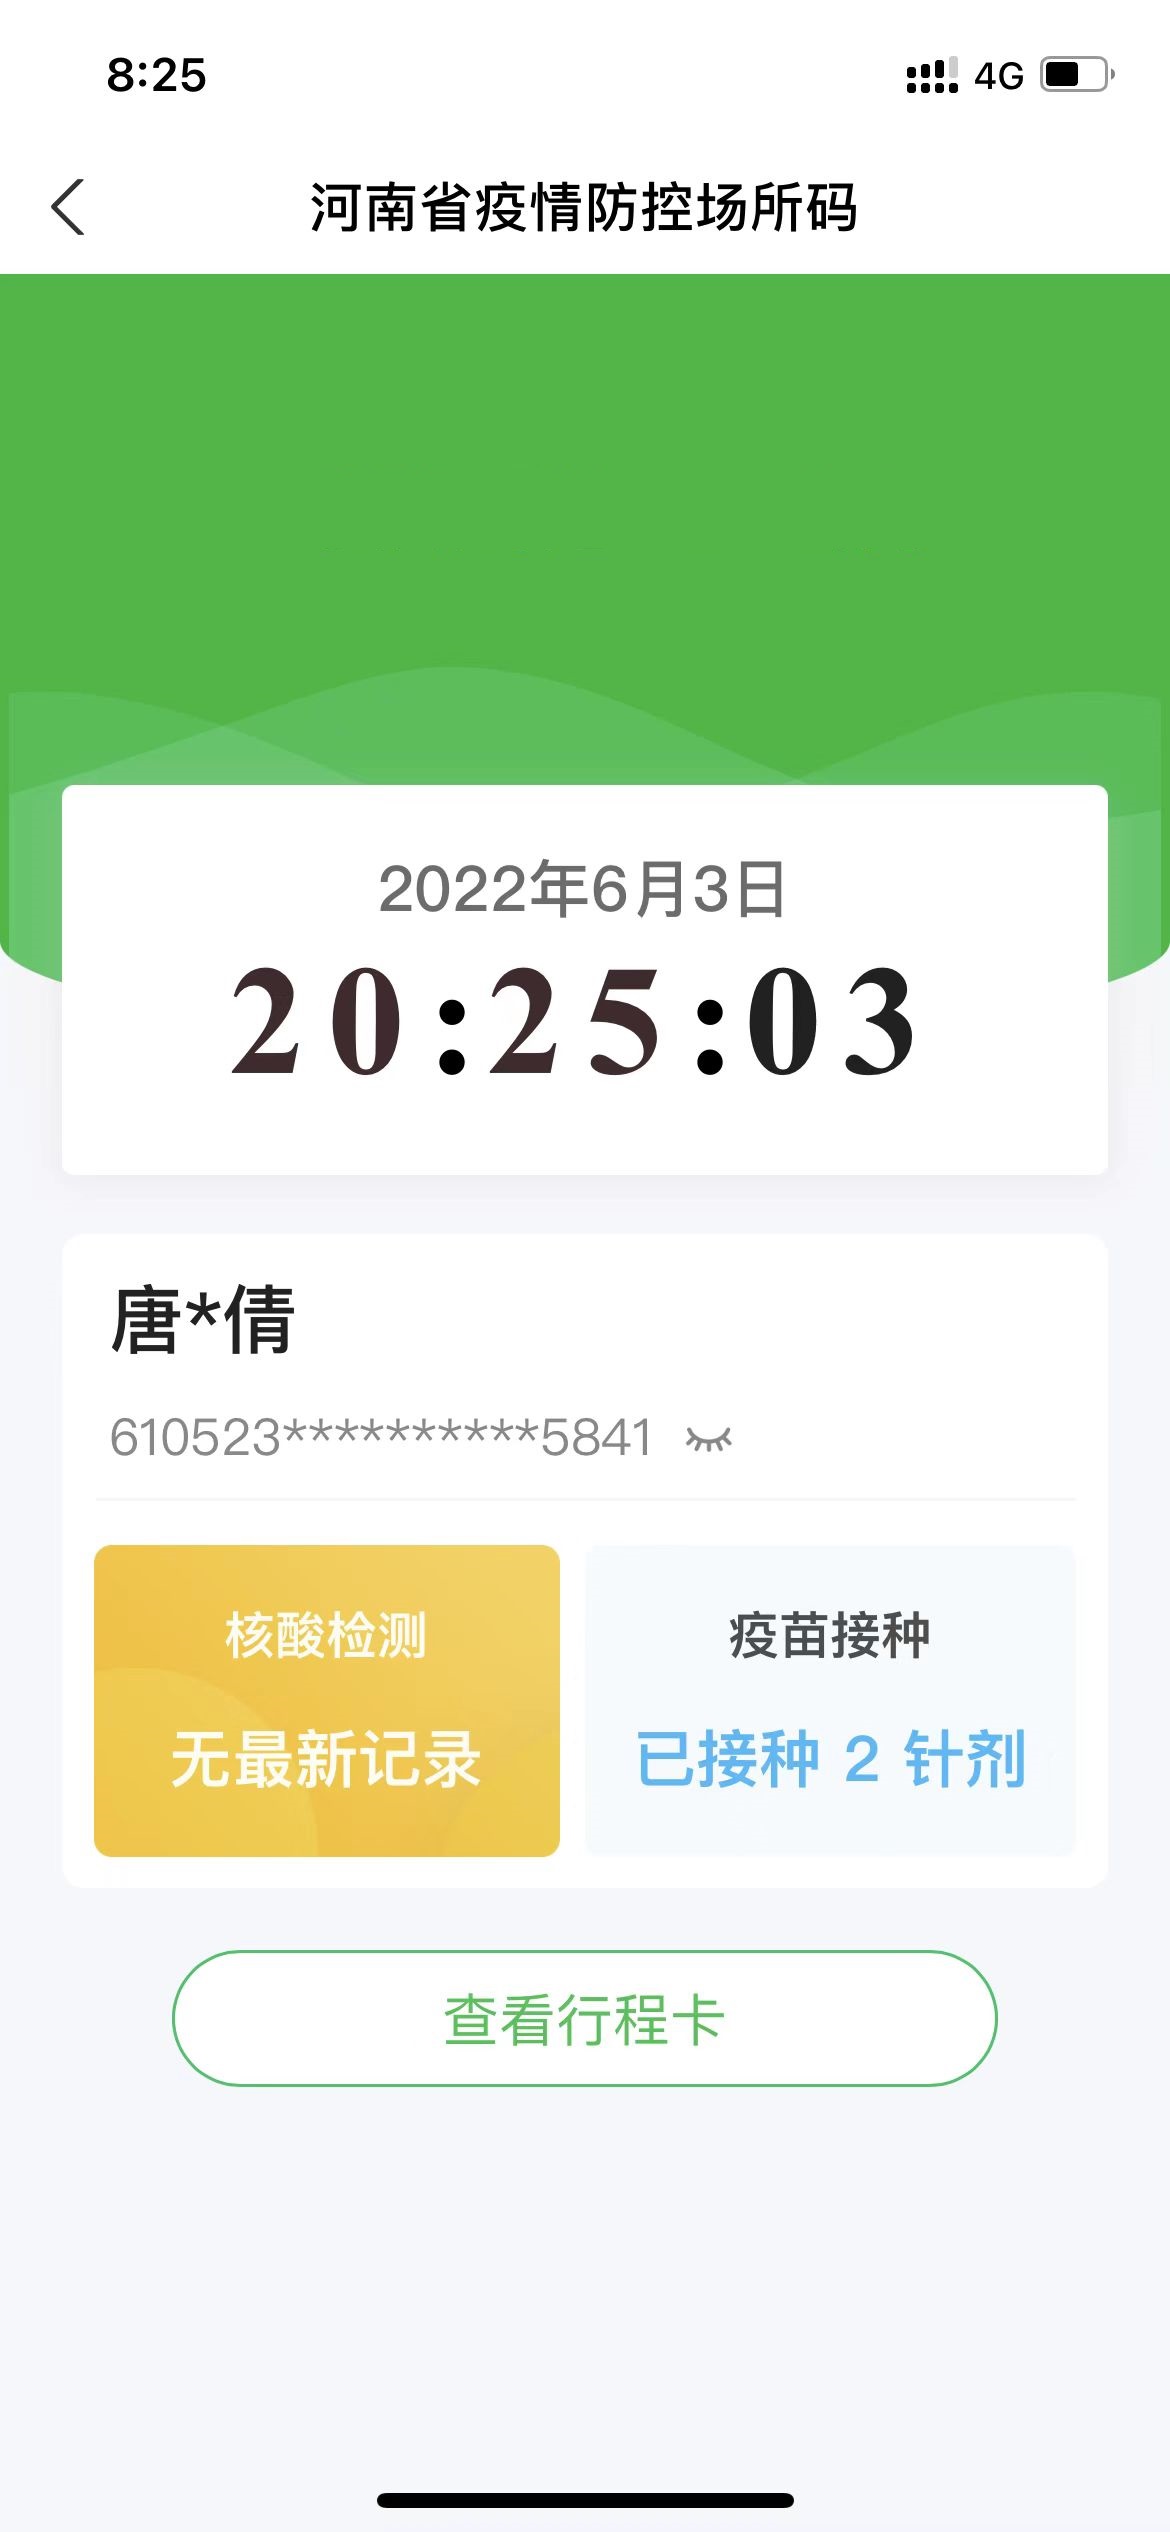 8:25 4G
河南省疫情防控场所码
2022年6月3日
20:25:03
唐*倩
610523**********5841
核酸检测 疫苗接种
无最新记录 已接种 2 针剂
查看行程卡